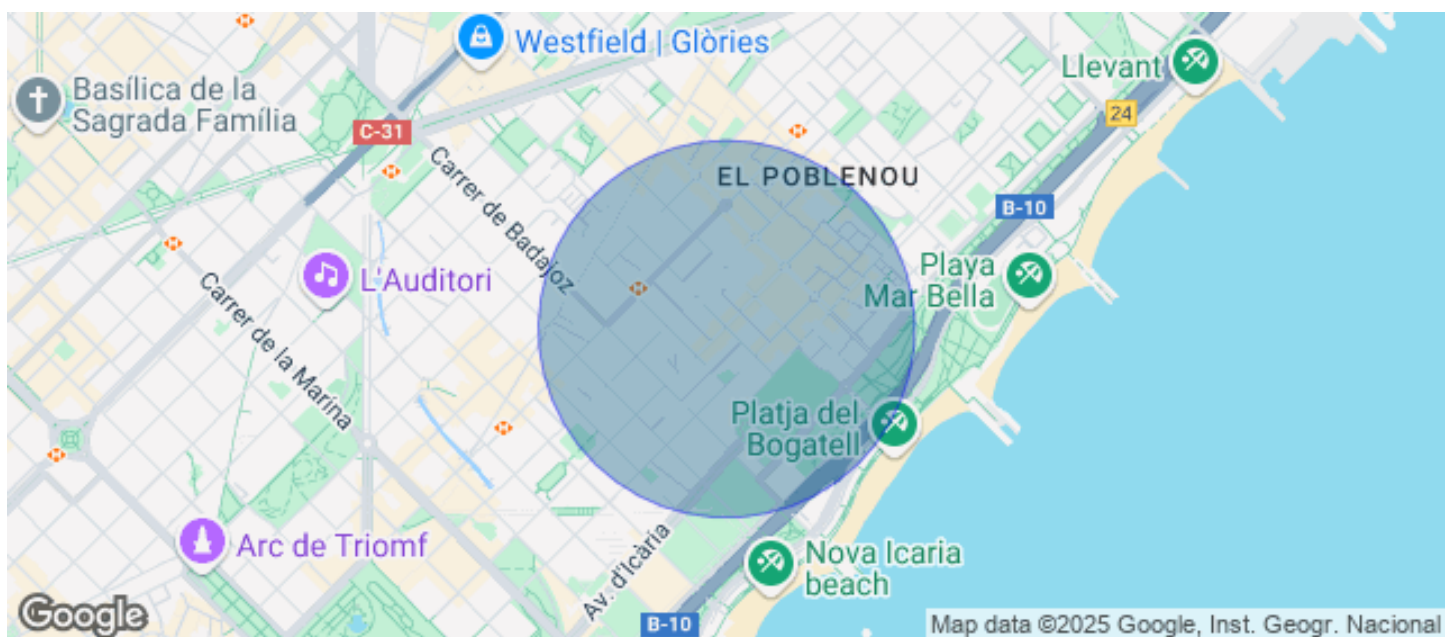 Westfield | Glòries
Llevant
Basílica de la
Sagrada Família
24
C-31
Carrer de Badajoz
EL POBLENOU
B-10
L'Auditori
Playa
Mar Bella
Carrer de la Marina
Platja del
Bogatell
Arc de Triomf
Av. d'Icària
Nova Icaria
beach
B-10
Google
Map data ©2025 Google, Inst. Geogr. Nacional